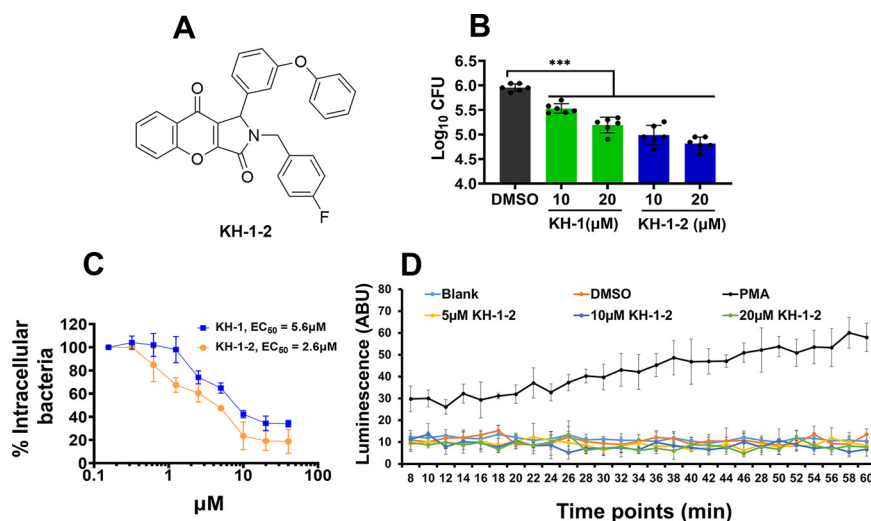 A
O
O
N
O
O
F
KH-1-2
B
Log10 CFU
6.5
6.0
5.5
5.0
4.5
4.0
***
DMSO 10 20 10 20
KH-1(µM) KH-1-2 (µM)
C
% Intracellular
bacteria
120
100
80
60
40
20
0
KH-1, EC50 = 5.6µM
KH-1-2, EC50 = 2.6µM
0.1 1 10 100
µM
D
Luminescence (ABU)
Blank DMSO PMA
5µM KH-1-2 10µM KH-1-2 20µM KH-1-2
80
70
60
50
40
30
20
10
0
8 10 12 14 16 18 20 22 24 26 28 30 32 34 36 38 40 42 44 46 28 50 52 54 56 58 60
Time points (min)